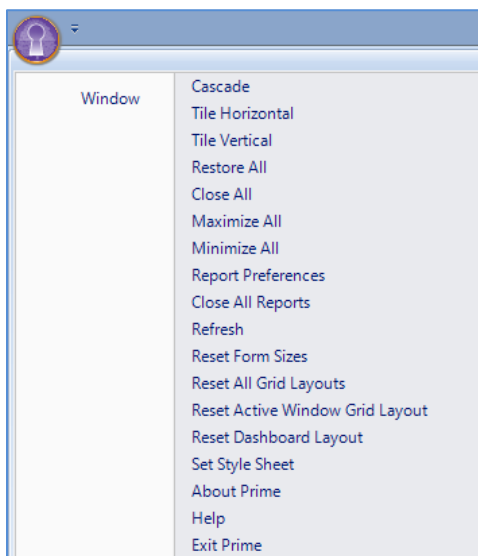 Window
Cascade
Tile Horizontal
Tile Vertical
Restore All
Close All
Maximize All
Minimize All
Report Preferences
Close All Reports
Refresh
Reset Form Sizes
Reset All Grid Layouts
Reset Active Window Grid Layout
Reset Dashboard Layout
Set Style Sheet
About Prime
Help
Exit Prime